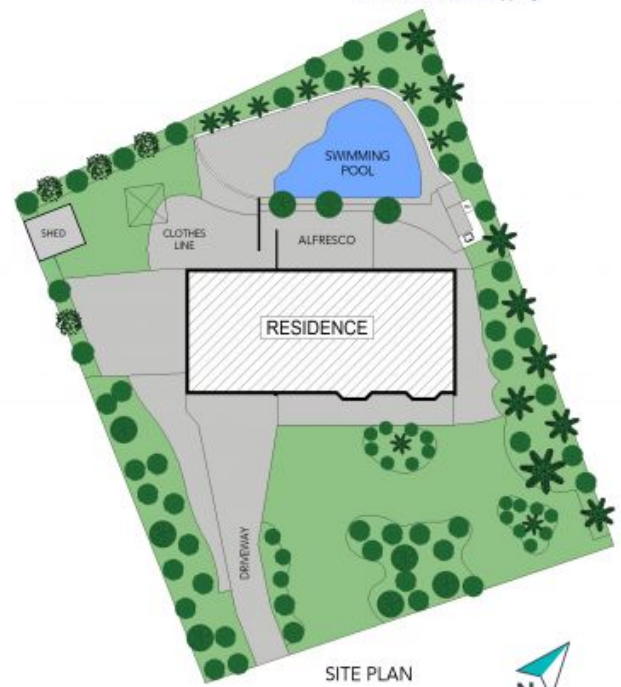 SWIMMING
POOL
SHED
CLOTHES
LINE
ALFRESCO
RESIDENCE
DRIVEWAY
SITE PLAN
N